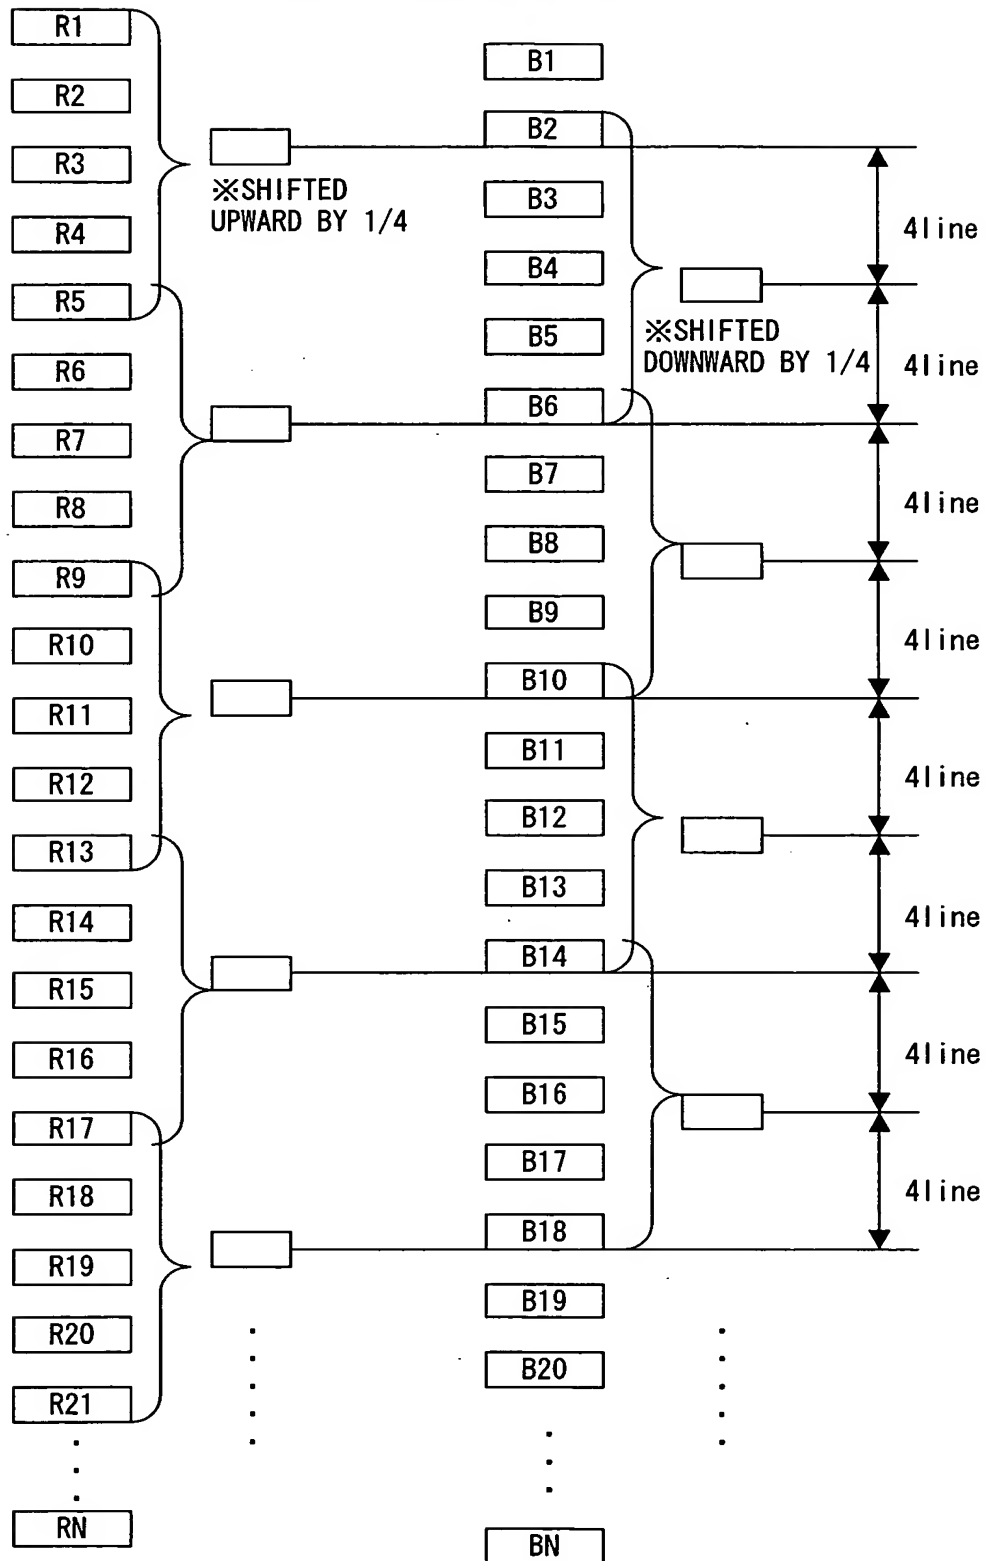 R1
R2
R3
R4
R5
R6
R7
R8
R9
R10
R11
R12
R13
R14
R15
R16
R17
R18
R19
R20
R21
RN
※SHIFTED
UPWARD BY 1/4
B1
B2
B3
B4
B5
B6
B7
B8
B9
B10
B11
B12
B13
B14
B15
B16
B17
B18
B19
B20
BN
※SHIFTED
DOWNWARD BY 1/4
4line
4line
4line
4line
4line
4line
4line
4line